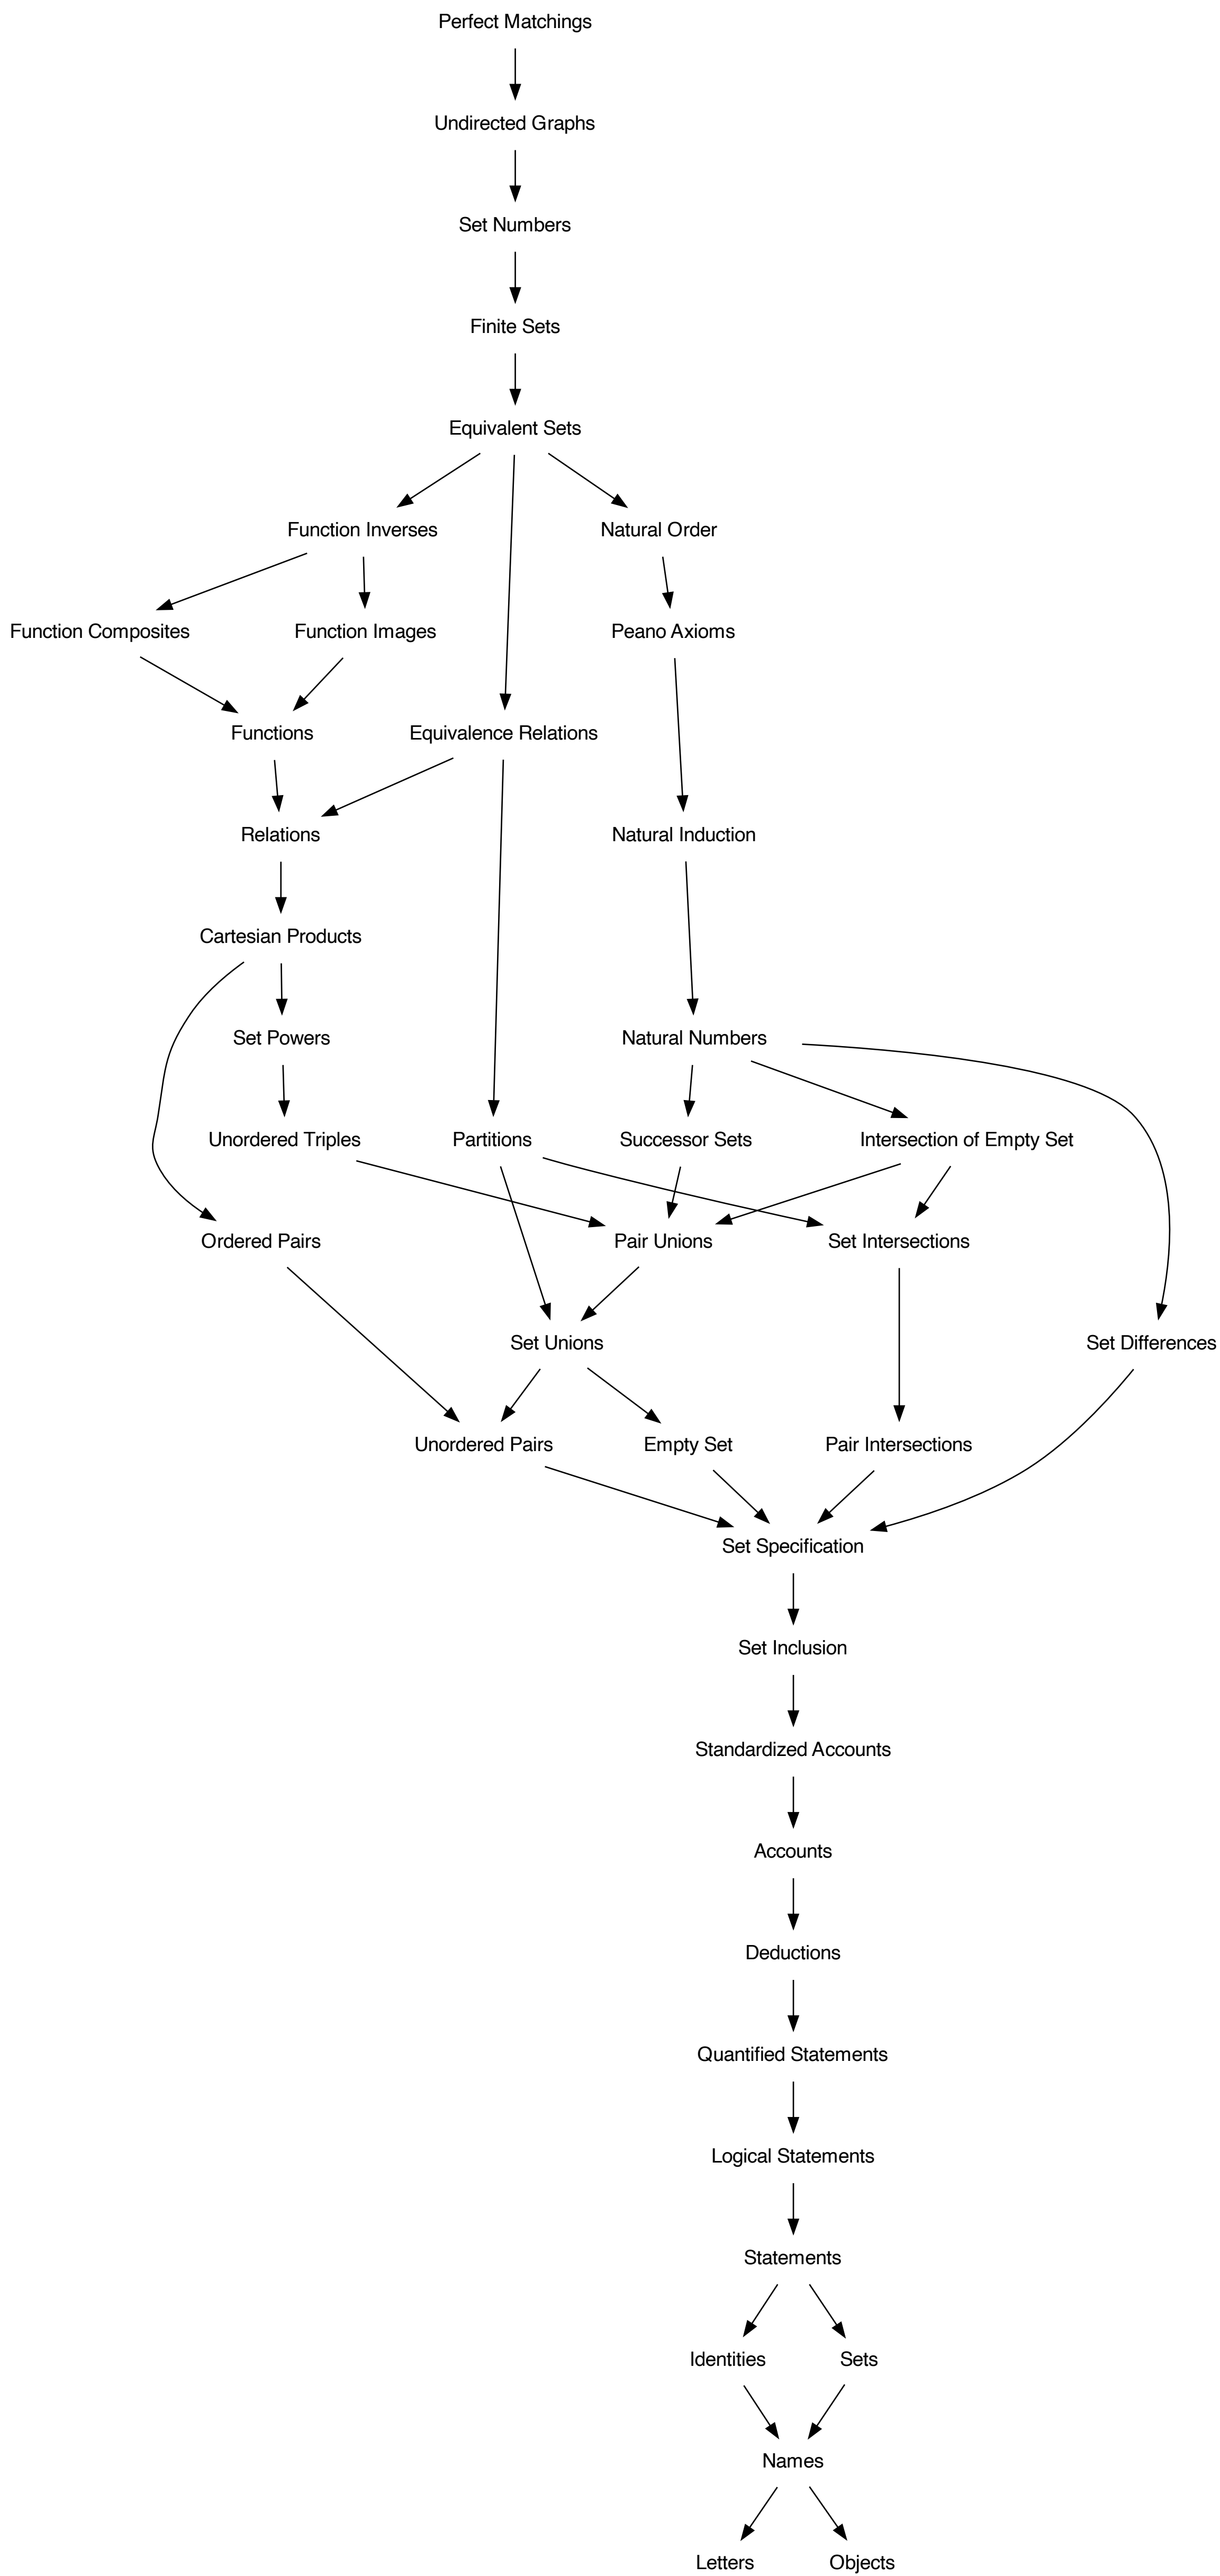 Perfect Matchings
Undirected Graphs
Set Numbers
Finite Sets
Equivalent Sets
Function Inverses
Natural Order
Function Composites
Function Images
Peano Axioms
Functions
Equivalence Relations
Relations
Natural Induction
Cartesian Products
Set Powers
Natural Numbers
Unordered Triples
Partitions
Successor Sets
Intersection of Empty Set
Ordered Pairs
Pair Unions
Set Intersections
Set Unions
Set Differences
Unordered Pairs
Empty Set
Pair Intersections
Set Specification
Set Inclusion
Standardized Accounts
Accounts
Deductions
Quantified Statements
Logical Statements
Statements
Identities
Sets
Names
Letters
Objects